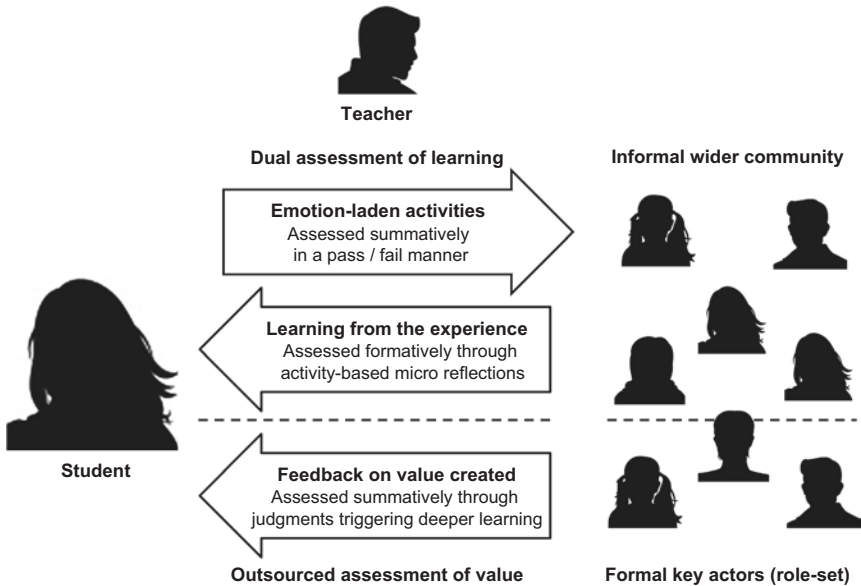 Teacher
Dual assessment of learning
Informal wider community
Emotion-laden activities
Assessed summatively
in a pass / fail manner
Learning from the experience
Assessed formatively through
activity-based micro reflections
Student
Feedback on value created
Assessed summatively through
judgments triggering deeper learning
Outsourced assessment of value
Formal key actors (role-set)